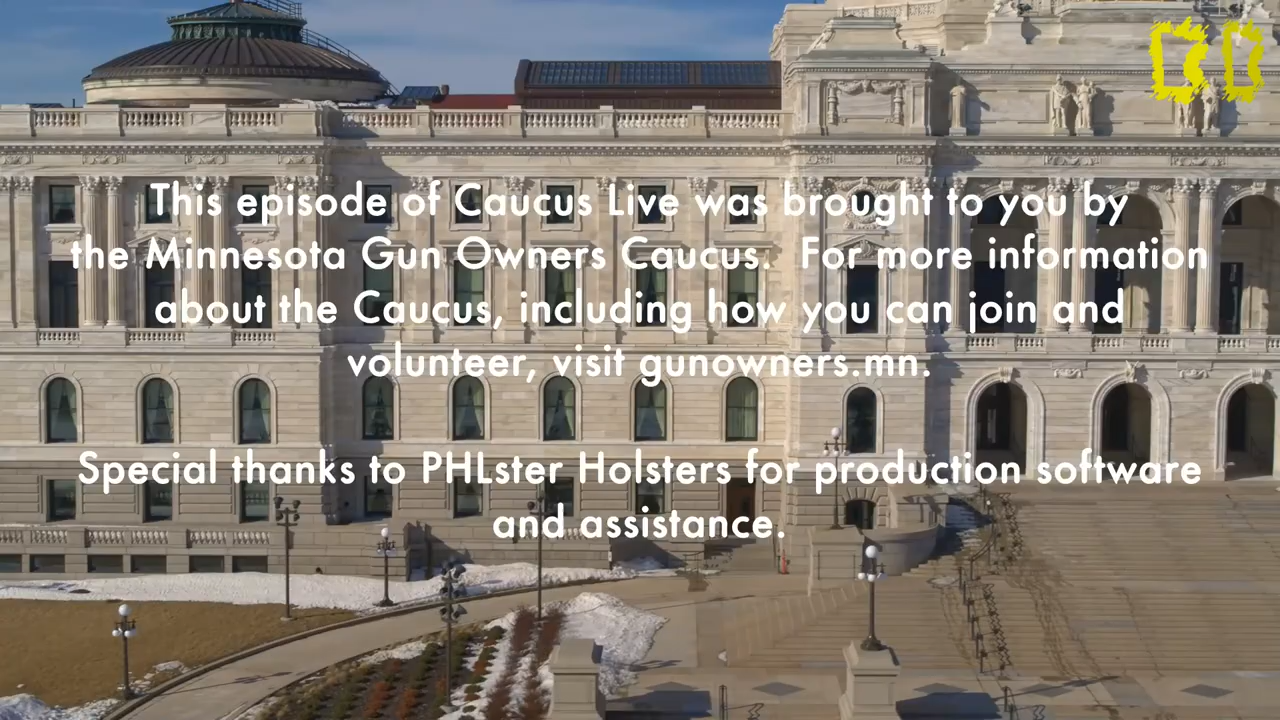 This episode of Caucus Live was brought to you by
the Minnesota Gun Owners Caucus.  For more information
about the Caucus, including how you can join and
volunteer, visit gunowners.mn.
Special thanks to PHLster Holsters for production software
and assistance.